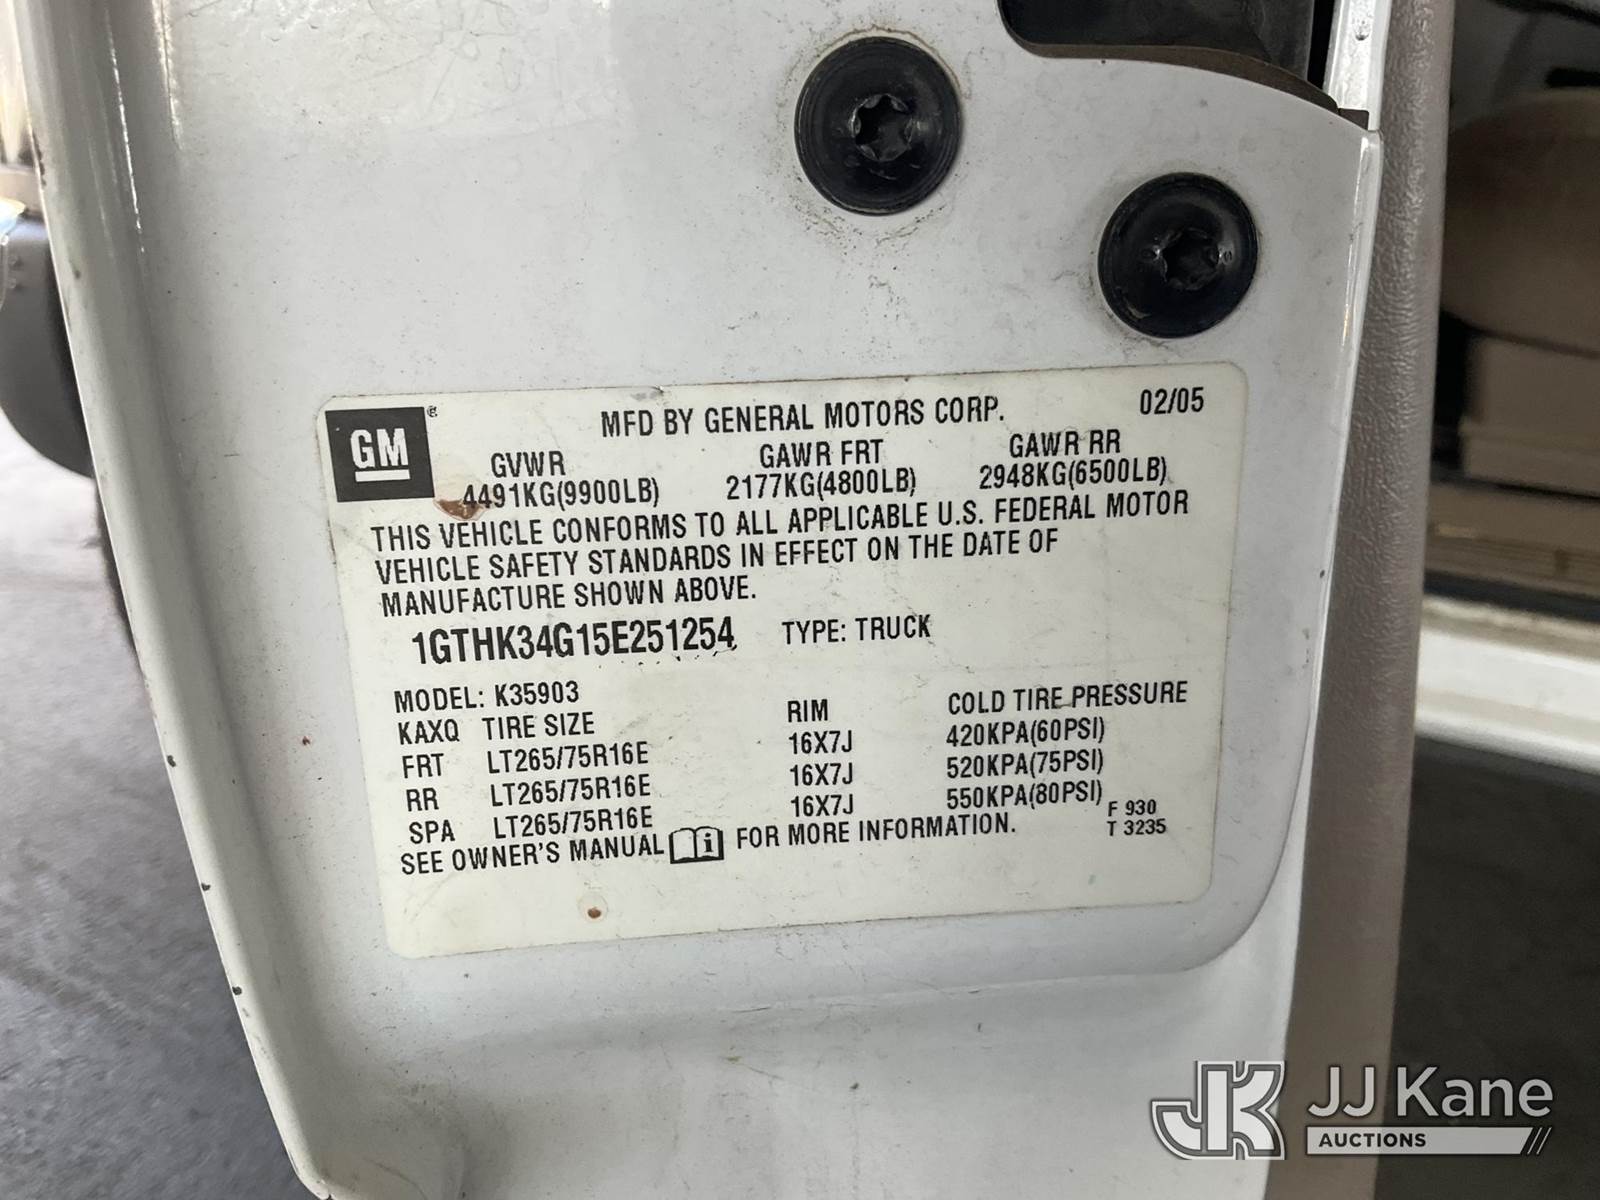 GM®
MFD BY GENERAL MOTORS CORP. 02/05
GVWR GAWR FRT GAWR RR
4491KG(9900LB) 2177KG(4800LB) 2948KG(6500LB)
THIS VEHICLE CONFORMS TO ALL APPLICABLE U.S. FEDERAL MOTOR
VEHICLE SAFETY STANDARDS IN EFFECT ON THE DATE OF
MANUFACTURE SHOWN ABOVE.
1GTHK34G15E251254 TYPE: TRUCK
MODEL: K35903
KAXQ TIRE SIZE RIM COLD TIRE PRESSURE
FRT LT265/75R16E 16X7J 420KPA(60PSI)
RR LT265/75R16E 16X7J 520KPA(75PSI)
SPA LT265/75R16E 16X7J 550KPA(80PSI)
SEE OWNER'S MANUAL i FOR MORE INFORMATION.
F 930
T 3235
JK JJ Kane
AUCTIONS